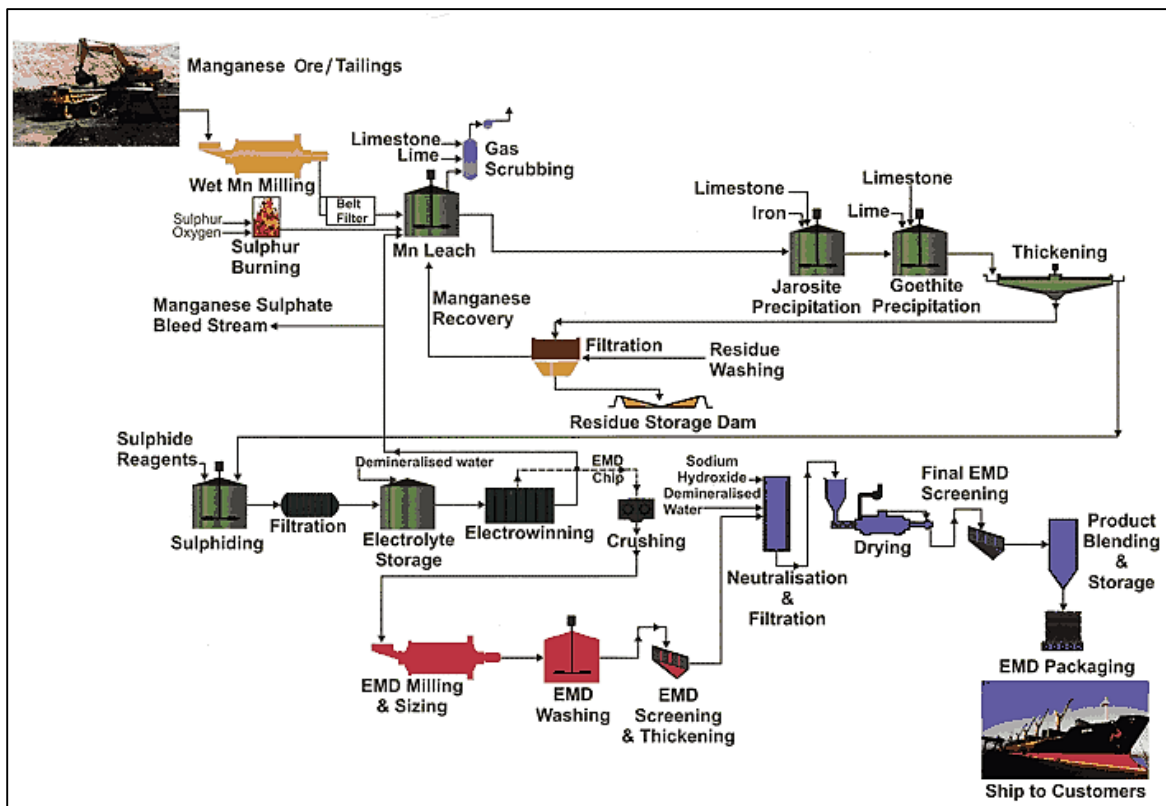 Manganese Ore/Tailings
Limestone
Lime
Gas
Scrubbing
Wet Mn Milling
Belt
Filter
Sulphur
Oxygen
Sulphur
Burning
Mn Leach
Limestone
Iron
Limestone
Lime
Jarosite
Precipitation
Goethite
Precipitation
Thickening
Manganese Sulphate
Bleed Stream
Manganese
Recovery
Filtration
Residue
Washing
Residue Storage Dam
Sulphide
Reagents
Sulphiding
Filtration
Demineralised water
Electrolyte
Storage
Electrowinning
EMD
Chip
Crushing
Sodium
Hydroxide
Demineralised
Water
Neutralisation
&
Filtration
Drying
Final EMD
Screening
Product
Blending
&
Storage
EMD Milling
& Sizing
EMD
Washing
EMD
Screening
& Thickening
EMD Packaging
Ship to Customers